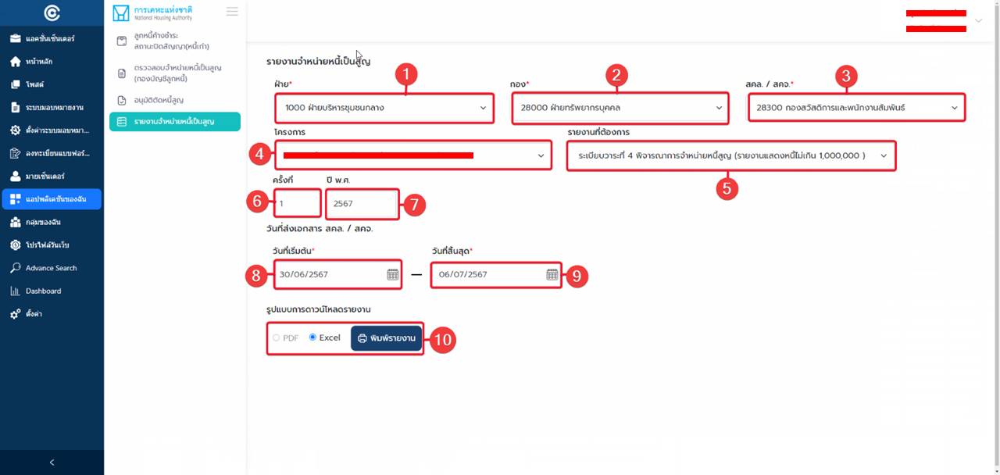 แอคชั่นเซ็นเตอร์
หน้าหลัก
โพสต์
ระบบมอบหมายงาน
ตั้งค่าระบบมอบหมา...
ลงทะเบียนแบบฟอร์...
มายเซ็นเตอร์
แอปพลิเคชันของฉัน
กลุ่มของฉัน
โปรไฟล์วันเว็บ
Advance Search
Dashboard
ตั้งค่า
<
การเคหะแห่งชาติ
National Housing Authority
ลูกหนี้ค้างชำระ
สถานะปิดสัญญา(หนี้เก่า)
ตรวจสอบจำหน่ายหนี้เป็นสูญ
(กองบัญชีลูกหนี้)
อนุมัติตัดหนี้สูญ
รายงานจำหน่ายหนี้เป็นสูญ
รายงานจำหน่ายหนี้เป็นสูญ
ฝ่าย* 1 กอง* 2 สคล. / สคจ.* 3
1000 ฝ่ายบริหารชุมชนกลาง 28000 ฝ่ายทรัพยากรบุคคล 28300 กองสวัสดิการและพนักงานสัมพันธ์
โครงการ รายงานที่ต้องการ
4 ระเบียบวาระที่ 4 พิจารณาการจำหน่ายหนี้สูญ (รายงานแสดงหนี้ไม่เกิน 1,000,000 )
5
ครั้งที่ ปี พ.ศ.
6 1 2567 7
วันที่ส่งเอกสาร สคล. / สคจ.
วันที่เริ่มต้น* วันที่สิ้นสุด*
8 30/06/2567 — 06/07/2567 9
รูปแบบการดาวน์โหลดรายงาน
PDF Excel พิมพ์รายงาน 10